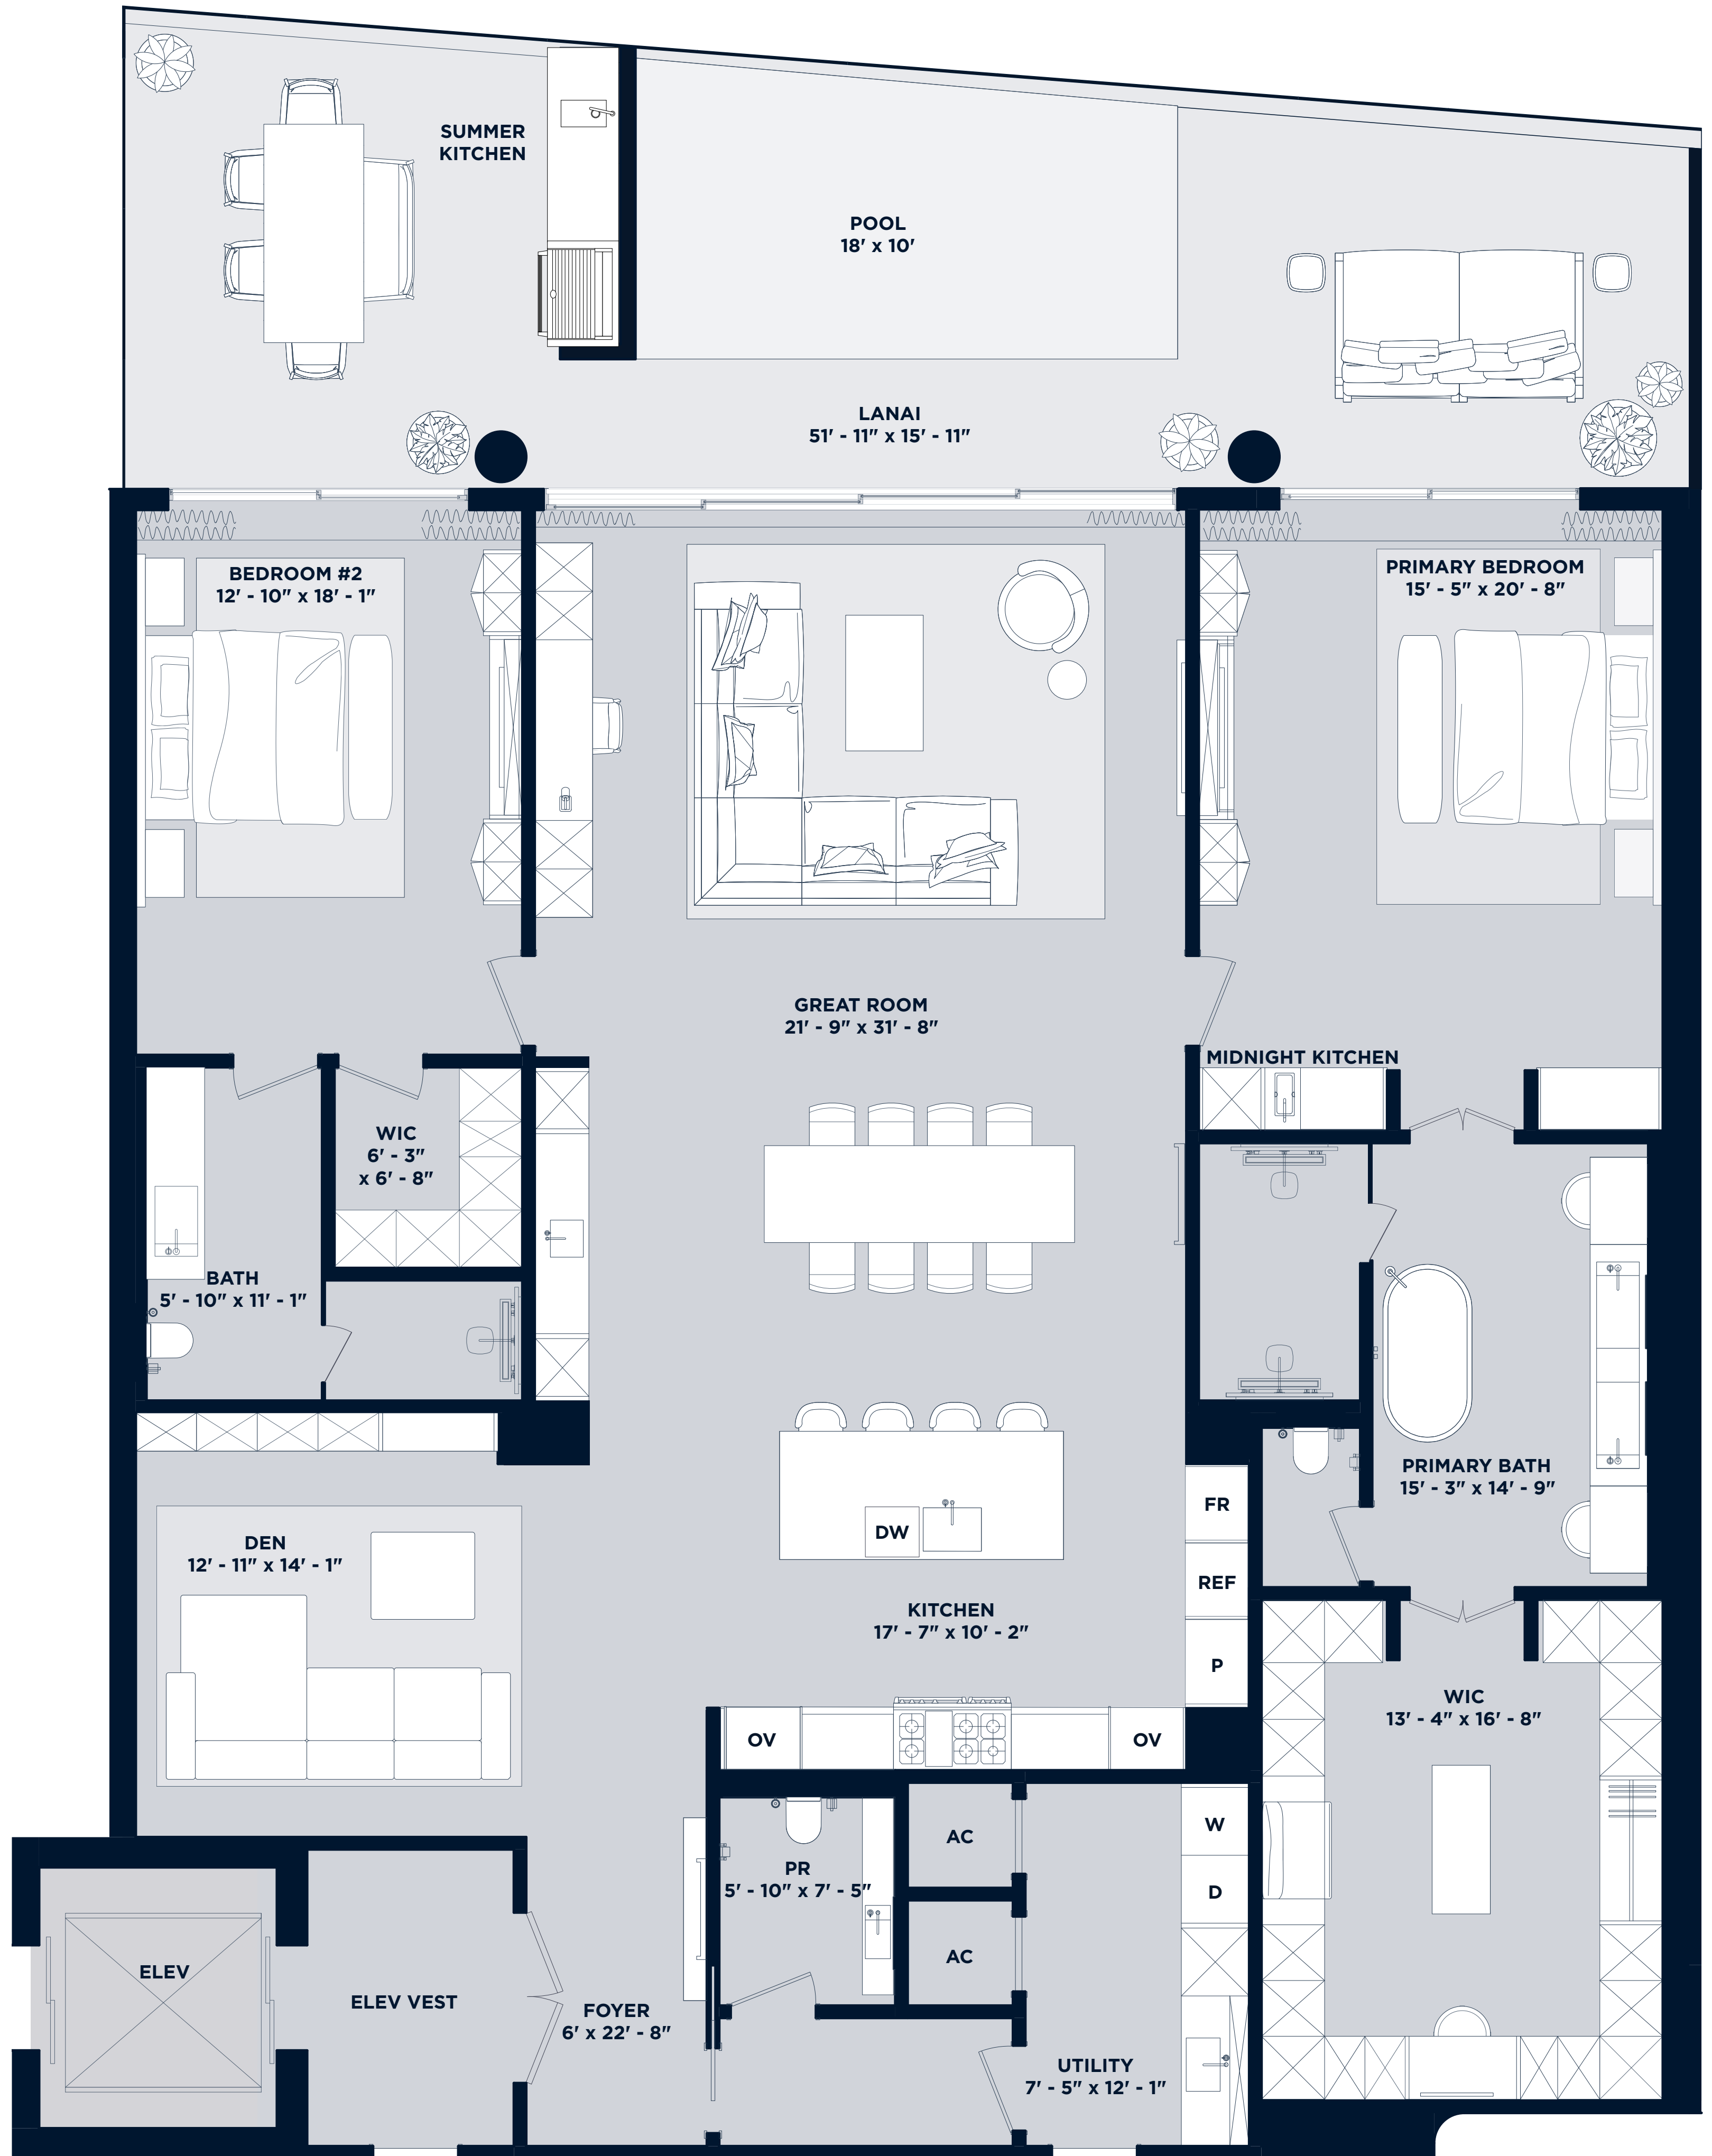 SUMMER
KITCHEN
POOL
18' x 10'
LANAI
51' - 11" x 15' - 11"
BEDROOM #2
12' - 10" x 18' - 1"
PRIMARY BEDROOM
15' - 5" x 20' - 8"
GREAT ROOM
21' - 9" x 31' - 8"
MIDNIGHT KITCHEN
WIC
6' - 3"
x 6' - 8"
BATH
5' - 10" x 11' - 1"
PRIMARY BATH
15' - 3" x 14' - 9"
FR
DW
DEN
12' - 11" x 14' - 1"
REF
KITCHEN
17' - 7" x 10' - 2"
P
WIC
13' - 4" x 16' - 8"
OV
OV
W
AC
PR
5' - 10" x 7' - 5"
D
AC
ELEV
ELEV VEST
FOYER
6' x 22' - 8"
UTILITY
7' - 5" x 12' - 1"